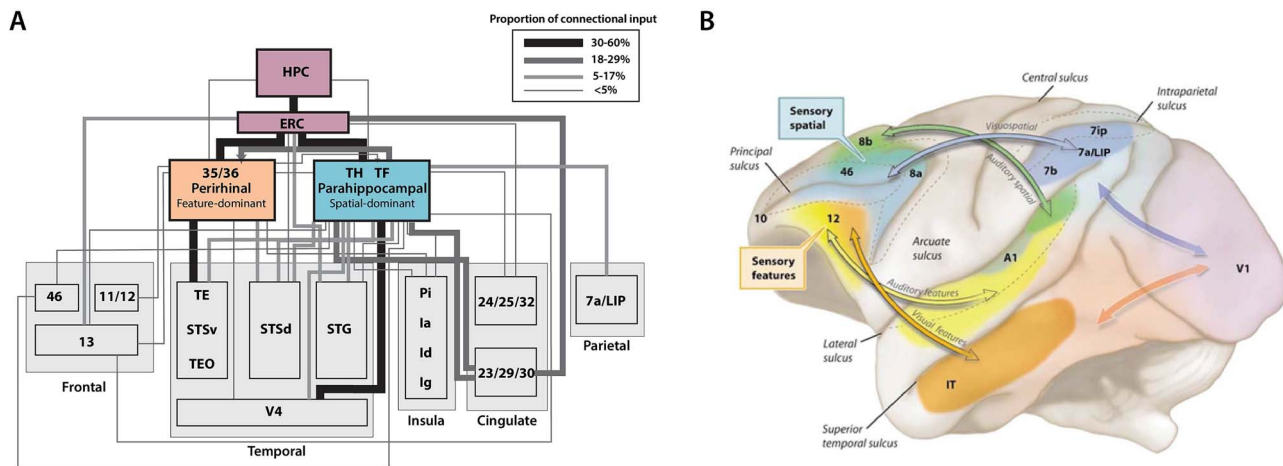 A
Proportion of connectional input
30-60%
18-29%
5-17%
<5%
HPC
ERC
35/36
Perirhinal
Feature-dominant
TH TF
Parahippocampal
Spatial-dominant
46
11/12
13
Frontal
TE
STSv
TEO
STSd
STG
V4
Temporal
Pi
Ia
Id
Ig
Insula
24/25/32
23/29/30
Cingulate
7a/LIP
Parietal
B
Central sulcus
Intraparietal
sulcus
Sensory
spatial
Principal
sulcus
8b
46
8a
Visuospatial
7ip
7a/LIP
7b
Auditory spatial
10
12
Arcuate
sulcus
Sensory
features
A1
V1
Auditory features
Visual features
Lateral
sulcus
IT
Superior
temporal sulcus